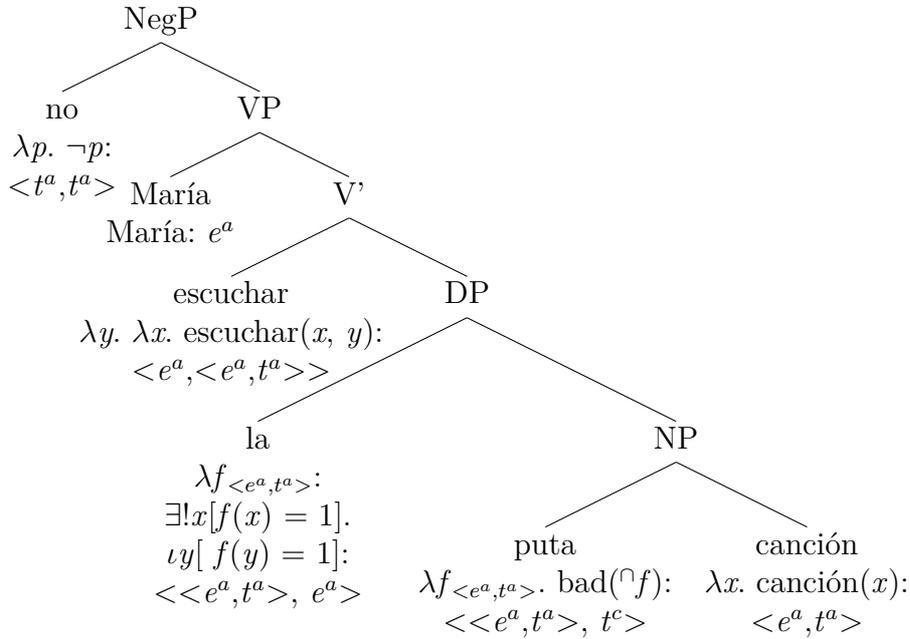 NegP
no
VP
λp. ¬p:
<tᵃ,tᵃ>
María
V’
María: eᵃ
escuchar
DP
λy. λx. escuchar(x, y):
<eᵃ,<eᵃ,tᵃ>>
la
NP
λf<eᵃ,tᵃ>:
∃!x[f(x) = 1].
ιy[ f(y) = 1]:
<<eᵃ,tᵃ>, eᵃ>
puta
canción
λf<eᵃ,tᵃ>. bad(∩f):
λx. canción(x):
<<eᵃ,tᵃ>, tᶜ>
<eᵃ,tᵃ>